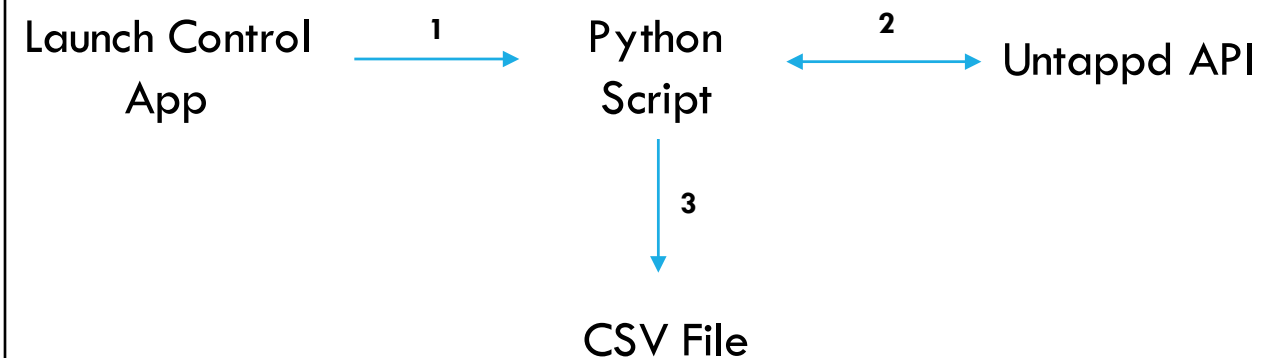 Launch Control
App
1
Python
Script
2
Untappd API
3
CSV File